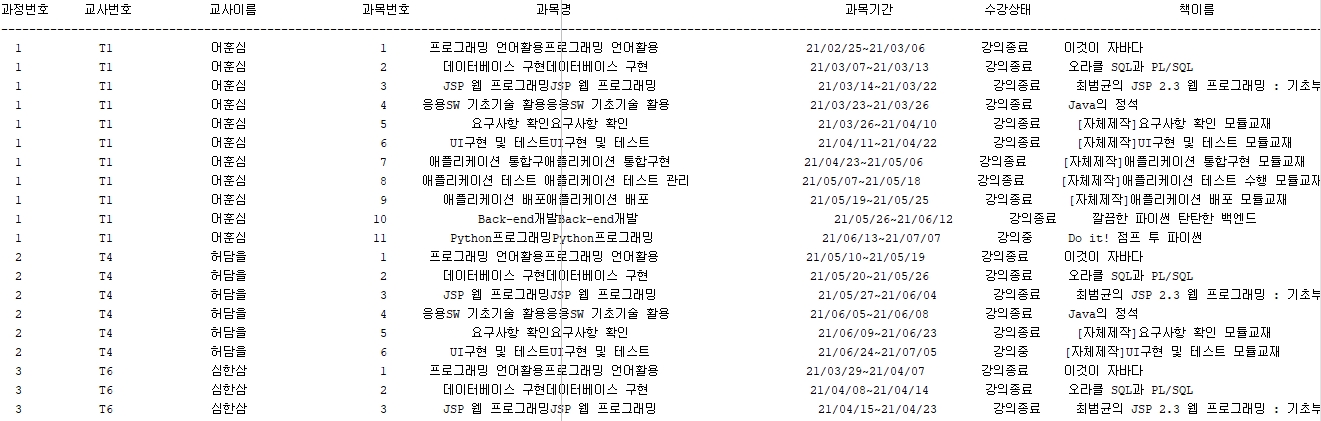 과정번호 교사번호 교사이름 과목번호 과목명 과목기간 수강상태 책이름
1 T1 어훈심 1 프로그래밍 언어활용프로그래밍 언어활용 21/02/25~21/03/06 강의종료 이것이 자바다
1 T1 어훈심 2 데이터베이스 구현데이터베이스 구현 21/03/07~21/03/13 강의종료 오라클 SQL과 PL/SQL
1 T1 어훈심 3 JSP 웹 프로그래밍JSP 웹 프로그래밍 21/03/14~21/03/22 강의종료 최범균의 JSP 2.3 웹 프로그래밍 : 기초부
1 T1 어훈심 4 응용SW 기초기술 활용응용SW 기초기술 활용 21/03/23~21/03/26 강의종료 Java의 정석
1 T1 어훈심 5 요구사항 확인요구사항 확인 21/03/26~21/04/10 강의종료 [자체제작]요구사항 확인 모듈교재
1 T1 어훈심 6 UI구현 및 테스트UI구현 및 테스트 21/04/11~21/04/22 강의종료 [자체제작]UI구현 및 테스트 모듈교재
1 T1 어훈심 7 애플리케이션 통합구애플리케이션 통합구현 21/04/23~21/05/06 강의종료 [자체제작]애플리케이션 통합구현 모듈교재
1 T1 어훈심 8 애플리케이션 테스트 애플리케이션 테스트 관리 21/05/07~21/05/18 강의종료 [자체제작]애플리케이션 테스트 수행 모듈교재
1 T1 어훈심 9 애플리케이션 배포애플리케이션 배포 21/05/19~21/05/25 강의종료 [자체제작]애플리케이션 배포 모듈교재
1 T1 어훈심 10 Back-end개발Back-end개발 21/05/26~21/06/12 강의종료 깔끔한 파이썬 탄탄한 백엔드
1 T1 어훈심 11 Python프로그래밍Python프로그래밍 21/06/13~21/07/07 강의중 Do it! 점프 투 파이썬
2 T4 허담을 1 프로그래밍 언어활용프로그래밍 언어활용 21/05/10~21/05/19 강의종료 이것이 자바다
2 T4 허담을 2 데이터베이스 구현데이터베이스 구현 21/05/20~21/05/26 강의종료 오라클 SQL과 PL/SQL
2 T4 허담을 3 JSP 웹 프로그래밍JSP 웹 프로그래밍 21/05/27~21/06/04 강의종료 최범균의 JSP 2.3 웹 프로그래밍 : 기초부
2 T4 허담을 4 응용SW 기초기술 활용응용SW 기초기술 활용 21/06/05~21/06/08 강의종료 Java의 정석
2 T4 허담을 5 요구사항 확인요구사항 확인 21/06/09~21/06/23 강의종료 [자체제작]요구사항 확인 모듈교재
2 T4 허담을 6 UI구현 및 테스트UI구현 및 테스트 21/06/24~21/07/05 강의중 [자체제작]UI구현 및 테스트 모듈교재
3 T6 심한삼 1 프로그래밍 언어활용프로그래밍 언어활용 21/03/29~21/04/07 강의종료 이것이 자바다
3 T6 심한삼 2 데이터베이스 구현데이터베이스 구현 21/04/08~21/04/14 강의종료 오라클 SQL과 PL/SQL
3 T6 심한삼 3 JSP 웹 프로그래밍JSP 웹 프로그래밍 21/04/15~21/04/23 강의종료 최범균의 JSP 2.3 웹 프로그래밍 : 기초부